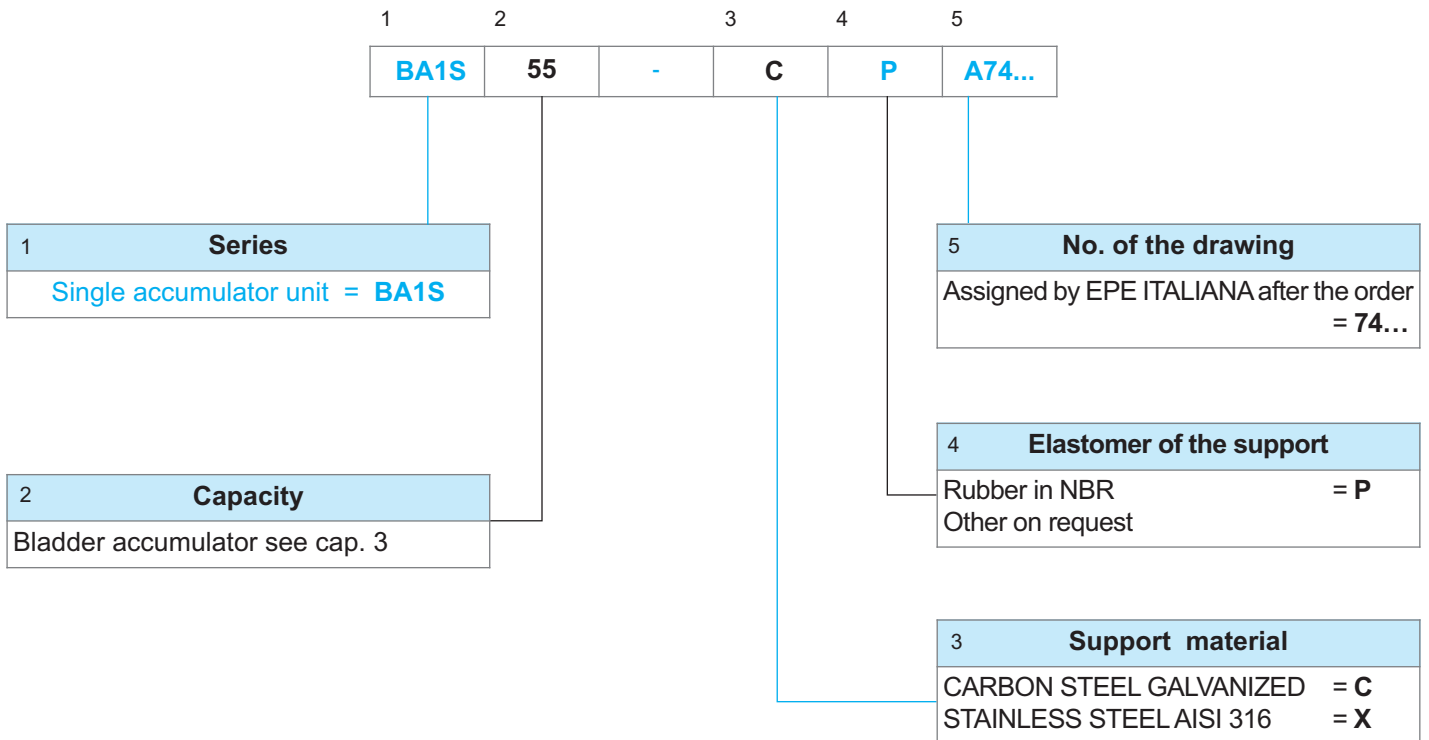 1 2 3 4 5
BA1S 55 - C P A74...
1 Series
Single accumulator unit = BA1S
5 No. of the drawing
Assigned by EPE ITALIANA after the order
= 74…
4 Elastomer of the support
Rubber in NBR = P
Other on request
2 Capacity
Bladder accumulator see cap. 3
3 Support material
CARBON STEEL GALVANIZED = C
STAINLESS STEEL AISI 316 = X